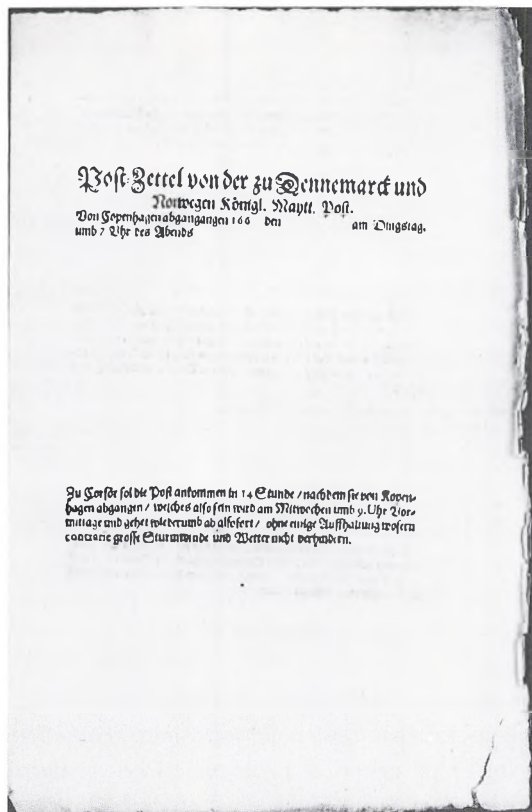 Post-Zettel von der zu Dennemarck und
Norwegen Königl. Maytt. Post.
Von Copenhagen abgangangen 166 den am Dingstag.
umb 7 Uhr des Abends
Zu Corsör sol die Post ankommen in 14 Stunde / nachdem sie von Kopen-
hagen abgangen / welches also sein wird am Mitwochen umb 9. Uhr Vor-
mittage und gehet wiederumb ab alsofort / ohne einige Auffhaltung wofern
contrarie grosse Sturmwinde und Wetter nicht verhindern.